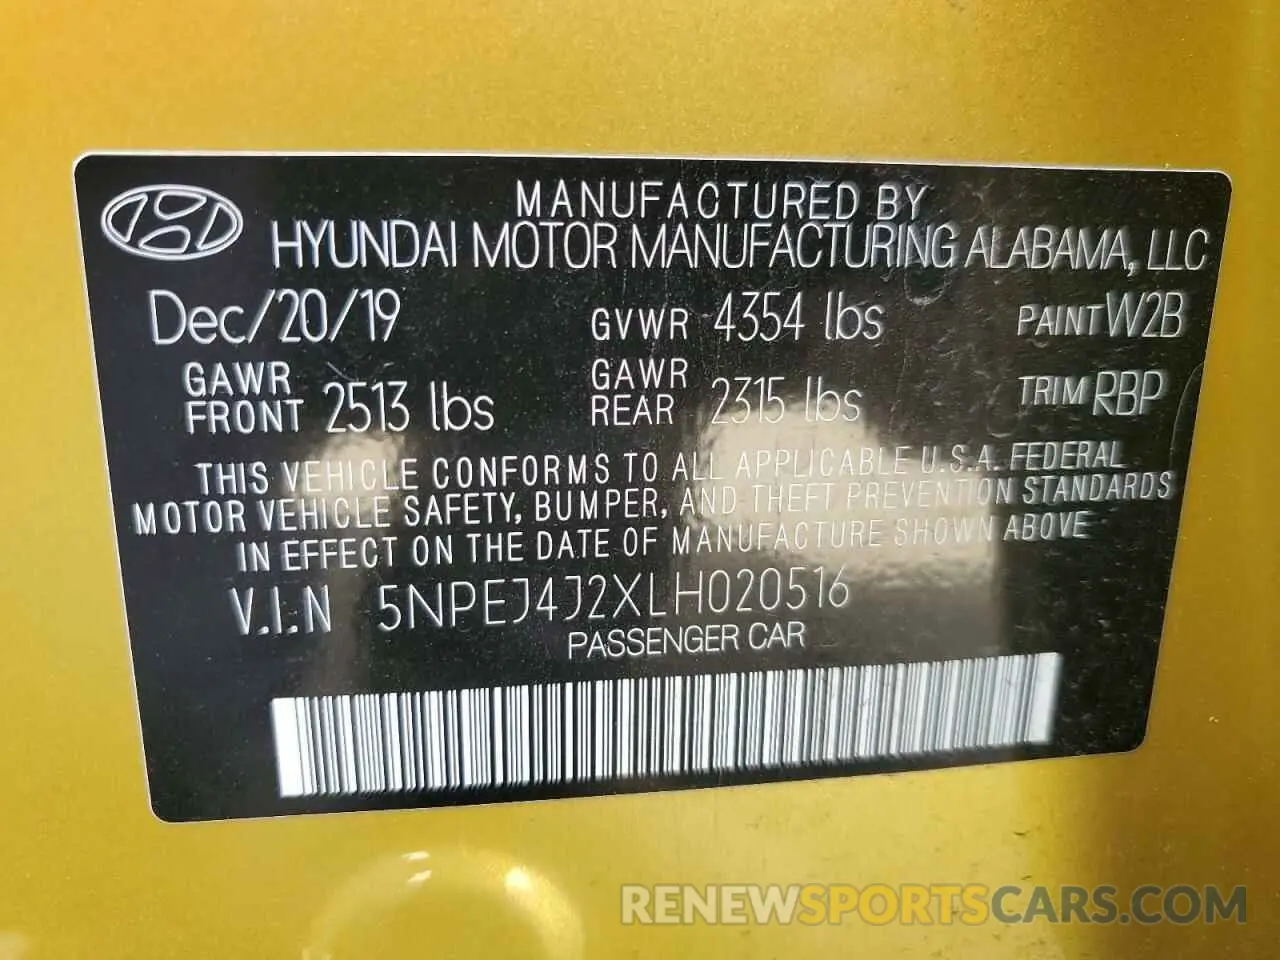 MANUFACTURED BY
HYUNDAI MOTOR MANUFACTURING ALABAMA, LLC
Dec/20/19 GVWR 4354 lbs PAINT W2B
GAWR FRONT 2513 lbs GAWR REAR 2315 lbs TRIM RBP
THIS VEHICLE CONFORMS TO ALL APPLICABLE U.S.A. FEDERAL
MOTOR VEHICLE SAFETY, BUMPER, AND THEFT PREVENTION STANDARDS
IN EFFECT ON THE DATE OF MANUFACTURE SHOWN ABOVE
V.I.N 5NPEJ4J2XLH020516
PASSENGER CAR
RENEWSPORTSCARS.COM